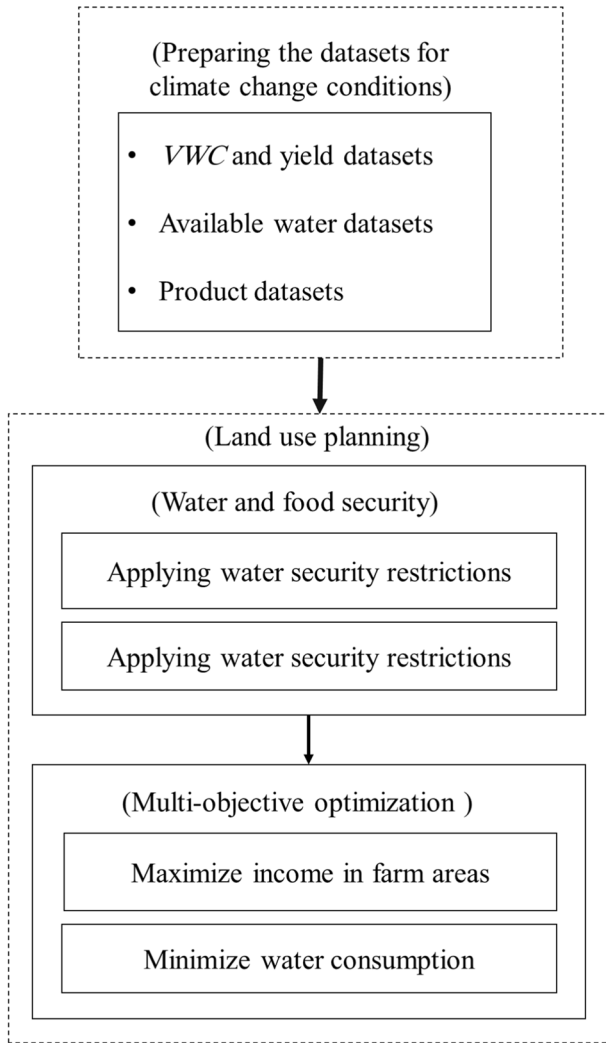 (Preparing the datasets for
climate change conditions)
• VWC and yield datasets
• Available water datasets
• Product datasets
(Land use planning)
(Water and food security)
Applying water security restrictions
Applying water security restrictions
(Multi-objective optimization )
Maximize income in farm areas
Minimize water consumption